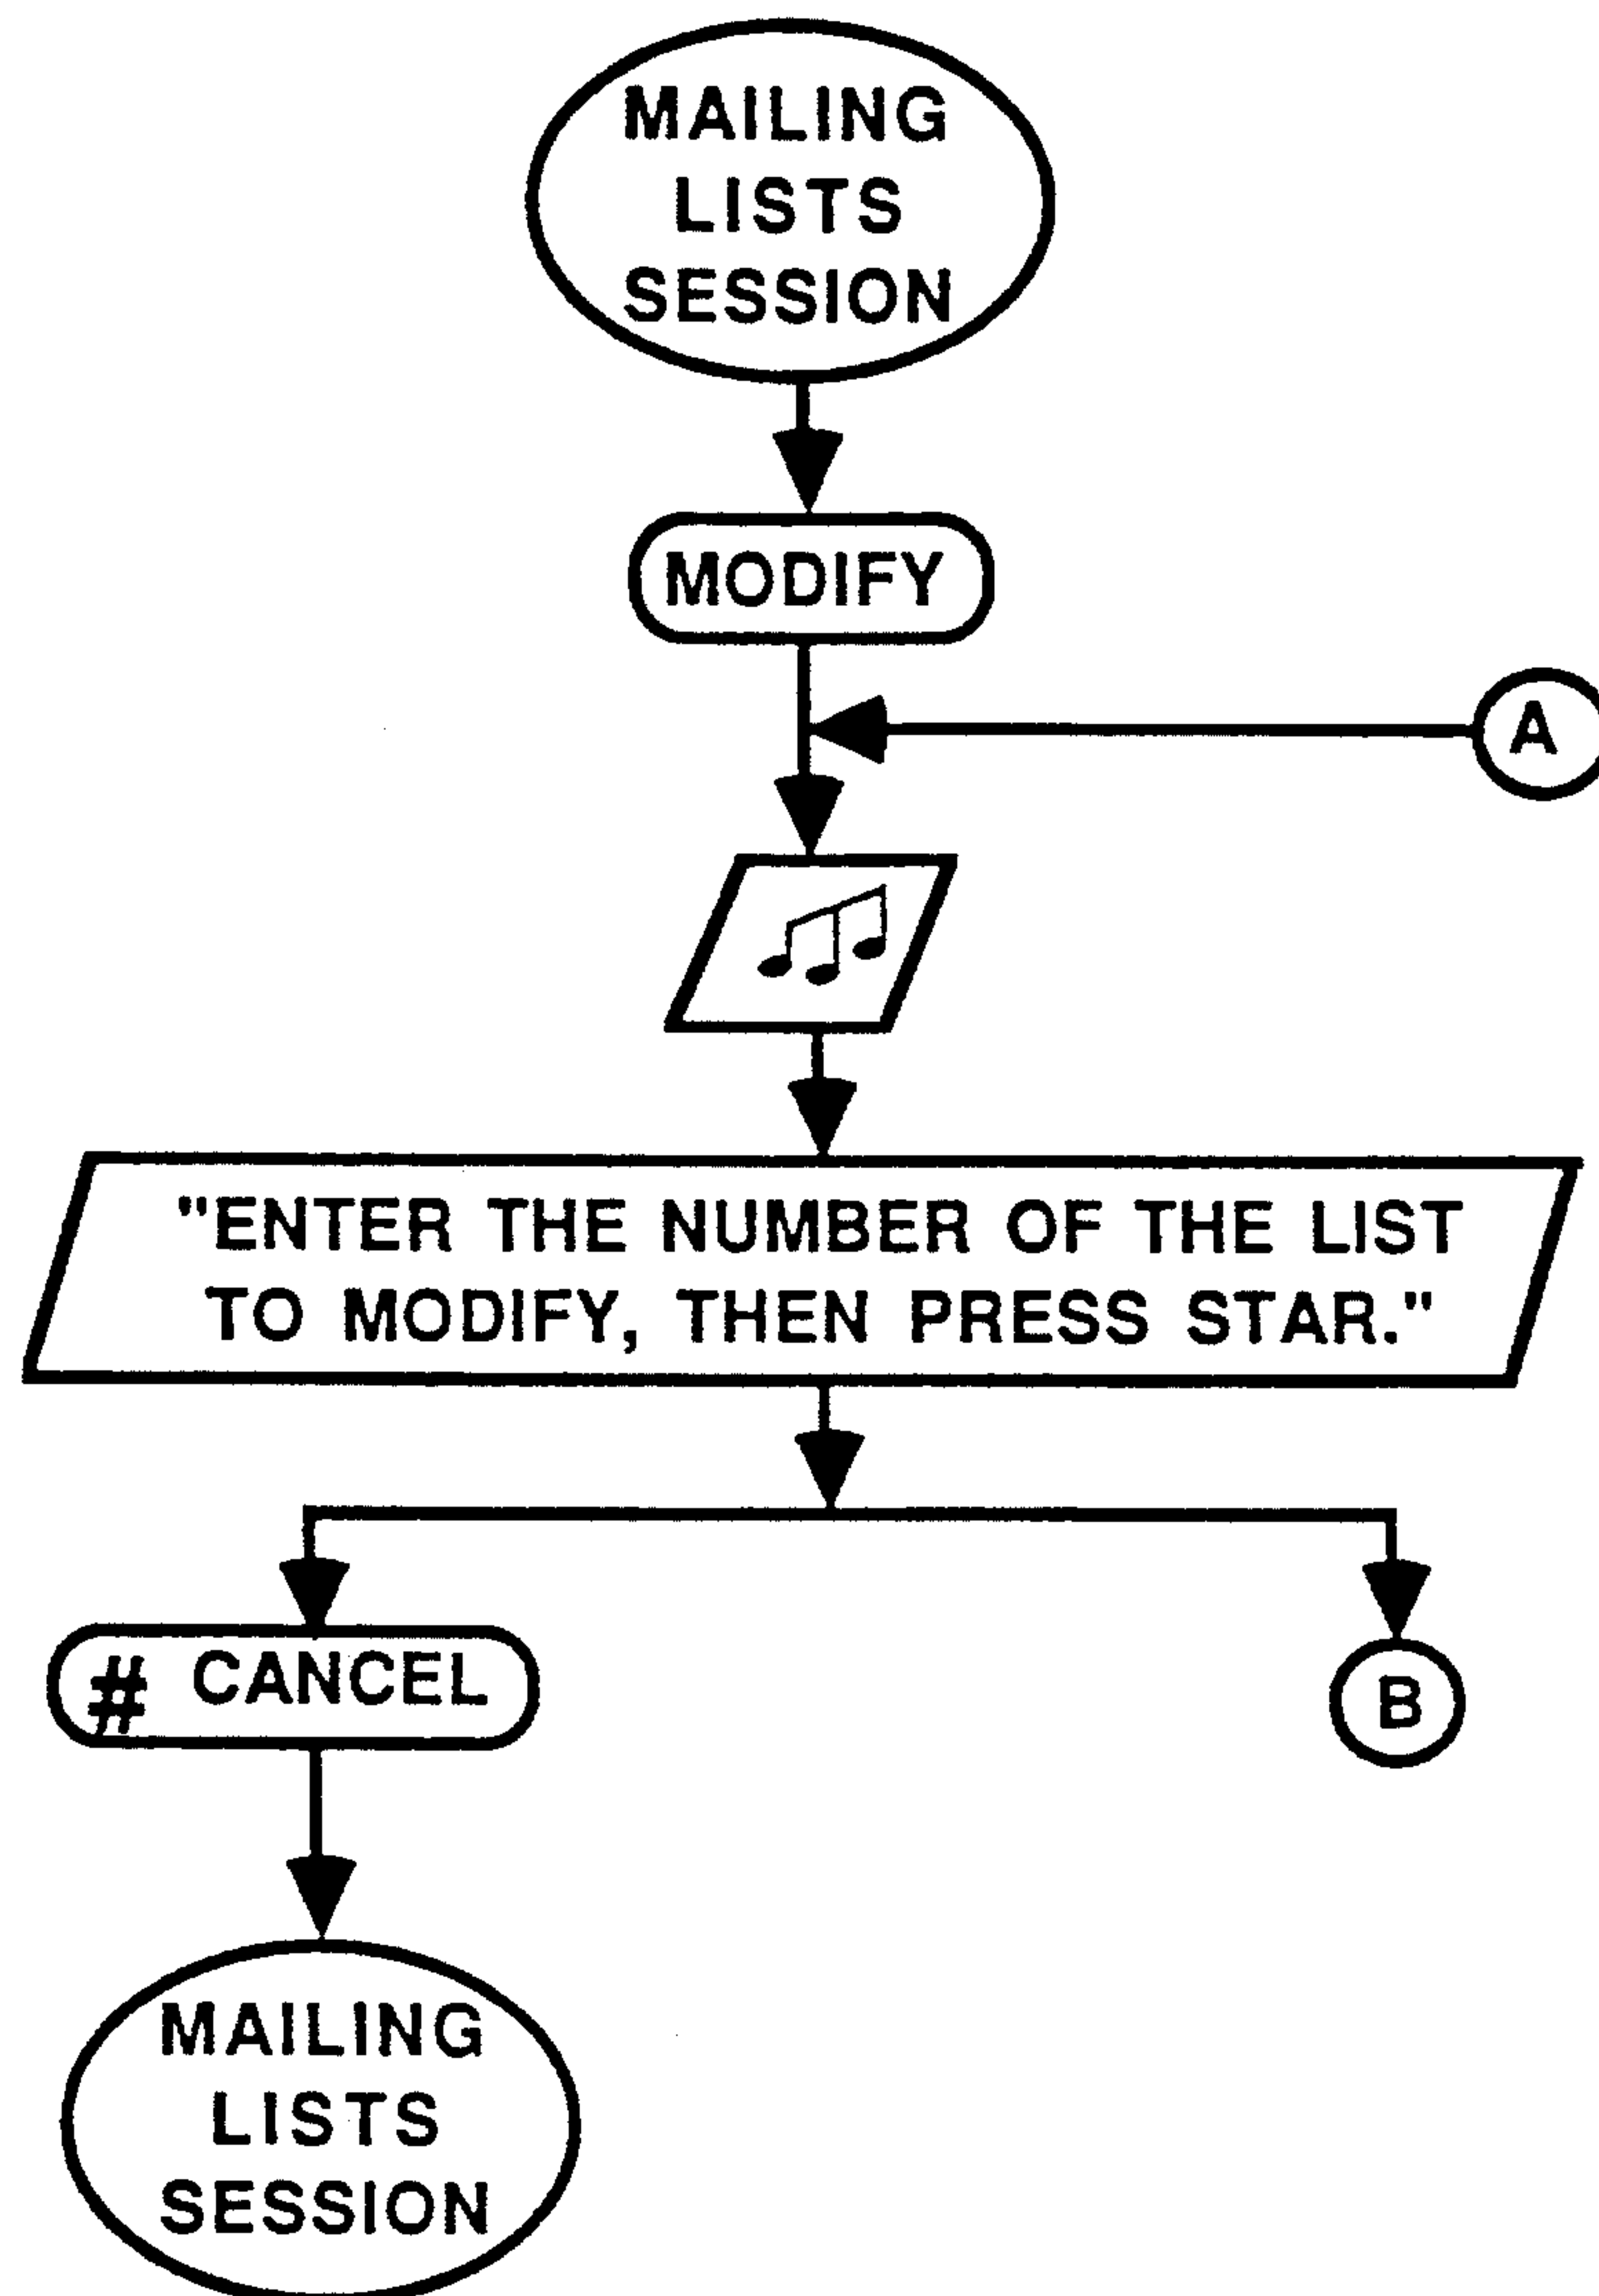 MAILING
LISTS
SESSION
MODIFY
A
"ENTER THE NUMBER OF THE LIST
TO MODIFY, THEN PRESS STAR."
# CANCEL
B
MAILING
LISTS
SESSION